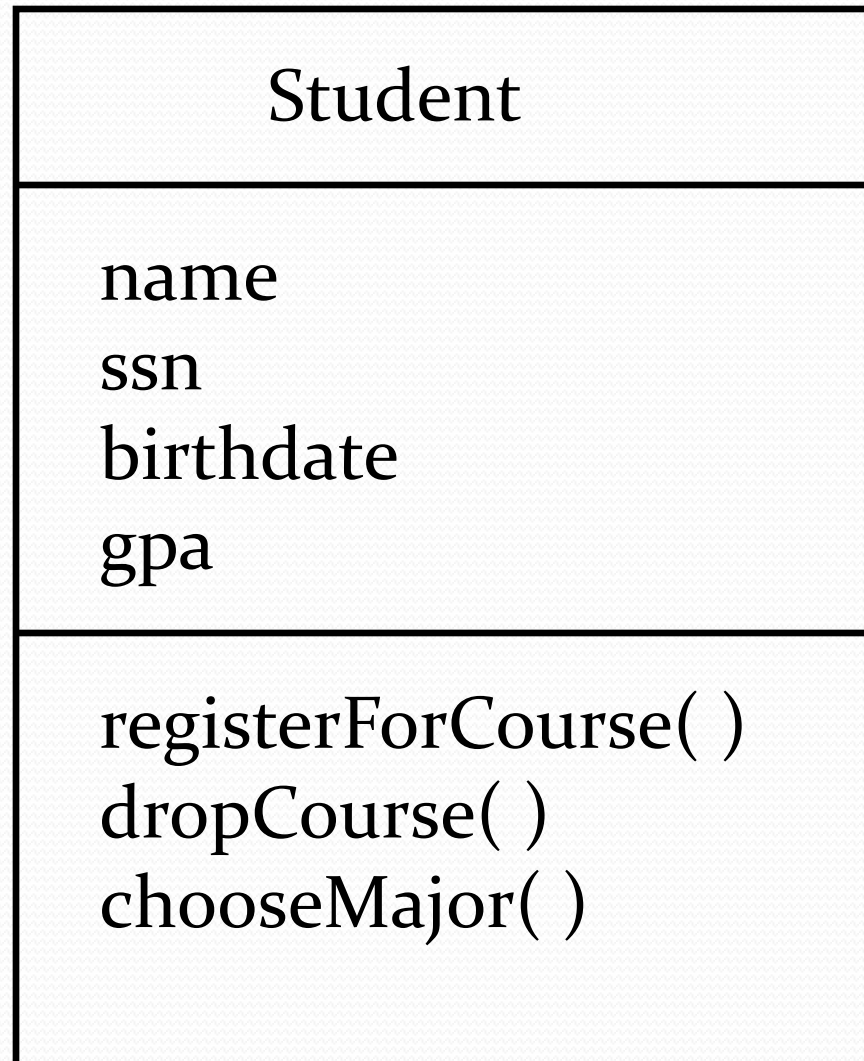 Student
name
ssn
birthdate
gpa
registerForCourse( )
dropCourse( )
chooseMajor( )